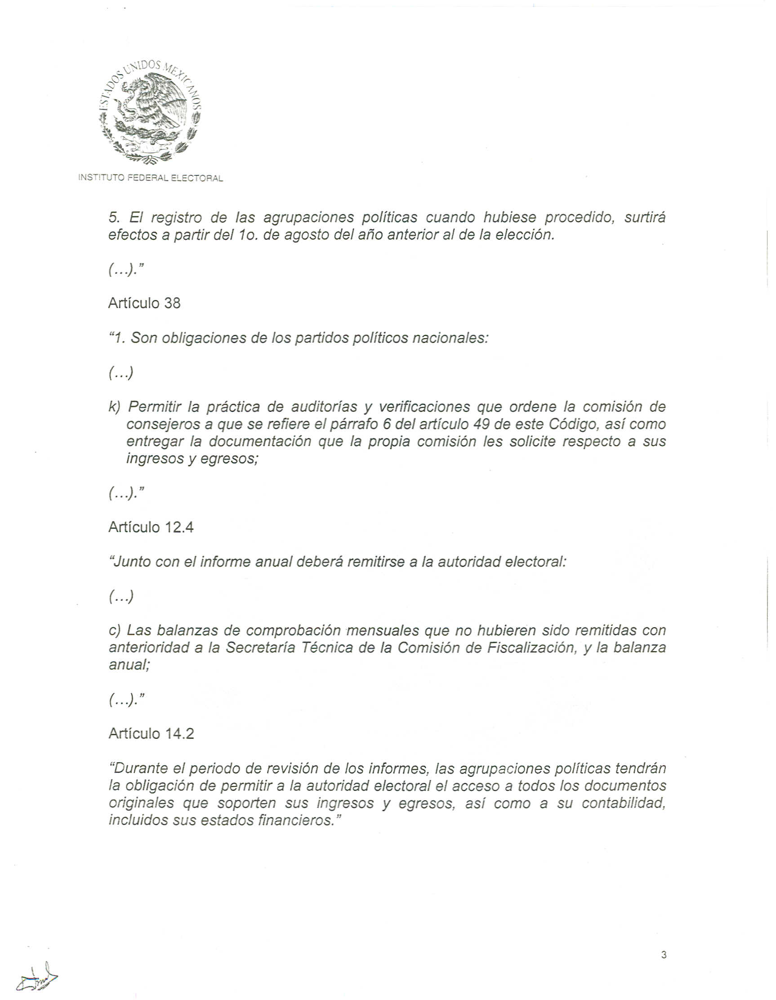 ESTADOS UNIDOS MEXICANOS
INSTITUTO FEDERAL ELECTORAL
5. El registro de las agrupaciones políticas cuando hubiese procedido, surtirá
efectos a partir del 1o. de agosto del año anterior al de la elección.
(...)."
Artículo 38
“1. Son obligaciones de los partidos políticos nacionales:
(...)
k) Permitir la práctica de auditorías y verificaciones que ordene la comisión de
consejeros a que se refiere el párrafo 6 del artículo 49 de este Código, así como
entregar la documentación que la propia comisión les solicite respecto a sus
ingresos y egresos;
(...).”
Artículo 12.4
“Junto con el informe anual deberá remitirse a la autoridad electoral:
(...)
c) Las balanzas de comprobación mensuales que no hubieren sido remitidas con
anterioridad a la Secretaría Técnica de la Comisión de Fiscalización, y la balanza
anual;
(...).”
Artículo 14.2
“Durante el periodo de revisión de los informes, las agrupaciones políticas tendrán
la obligación de permitir a la autoridad electoral el acceso a todos los documentos
originales que soporten sus ingresos y egresos, así como a su contabilidad,
incluidos sus estados financieros.”
3